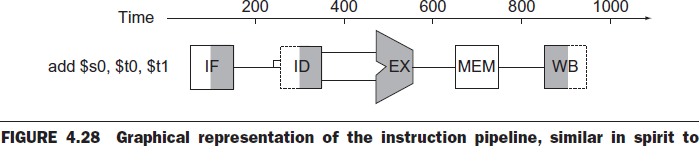 Time 200 400 600 800 1000
add $s0, $t0, $t1 IF ID EX MEM WB
FIGURE 4.28 Graphical representation of the instruction pipeline, similar in spirit to